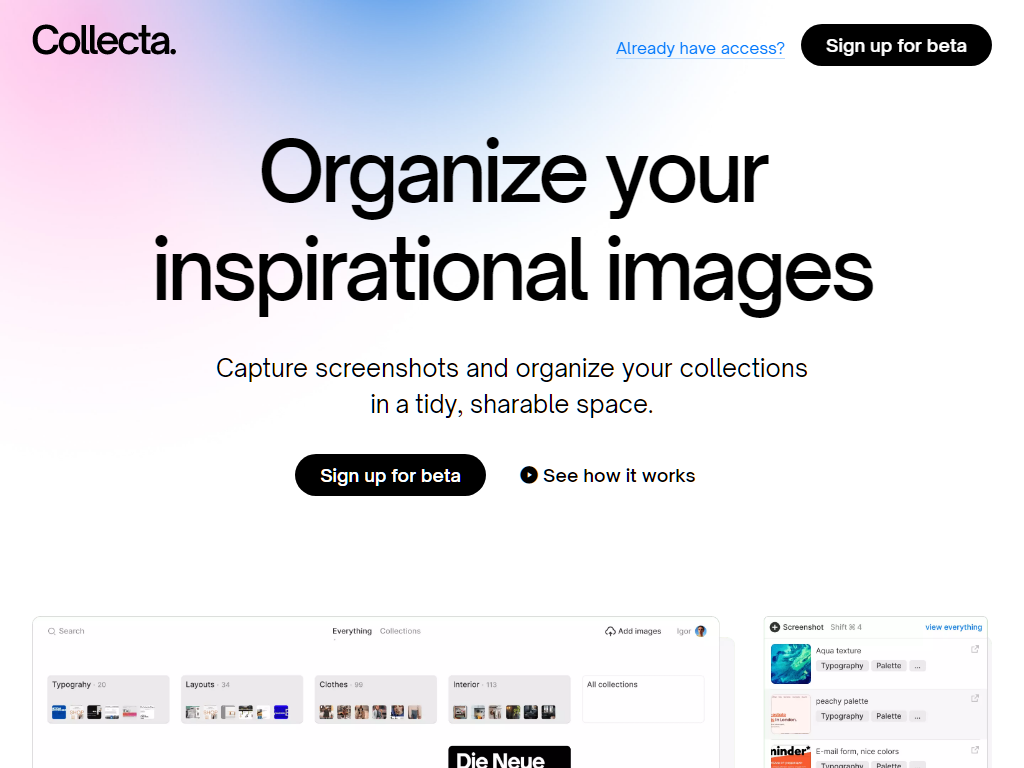 Collecta.
Already have access?
Sign up for beta
Organize your
inspirational images
Capture screenshots and organize your collections
in a tidy, sharable space.
Sign up for beta
See how it works
Search
Everything Collections
Add images
Igor
Typograhy · 20
Layouts · 34
Clothes · 99
Interior · 113
All collections
Die Neue
Screenshot Shift ⌘ 4
view everything
Aqua texture
Typography Palette ...
peachy palette
Typography Palette ...
E-mail form, nice colors
Typography Palette ...